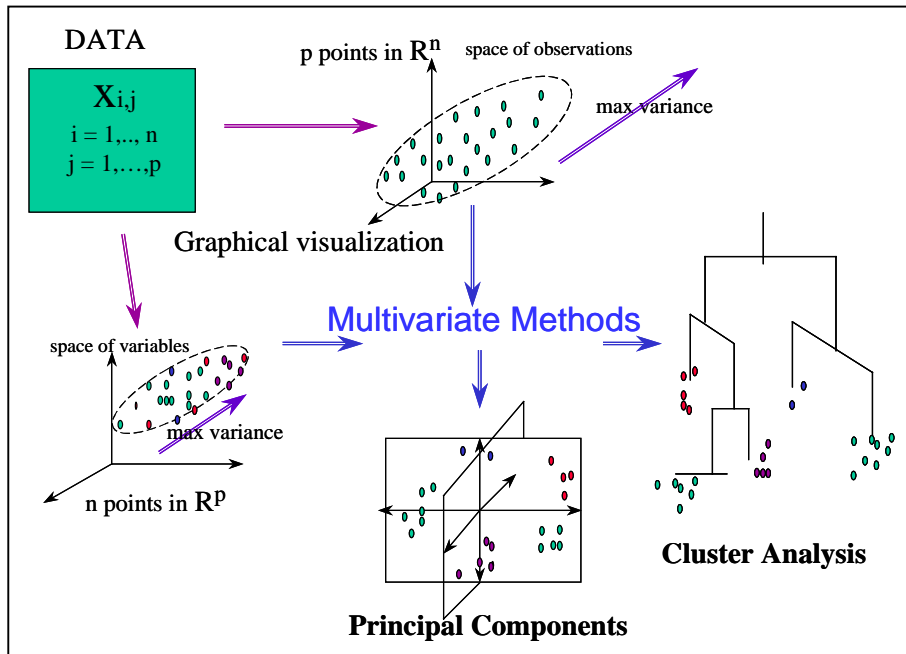 DATA
Xi,j
i = 1,.., n
j = 1,...,p
p points in Rn
space of observations
max variance
Graphical visualization
Multivariate Methods
space of variables
max variance
n points in Rp
Principal Components
Cluster Analysis